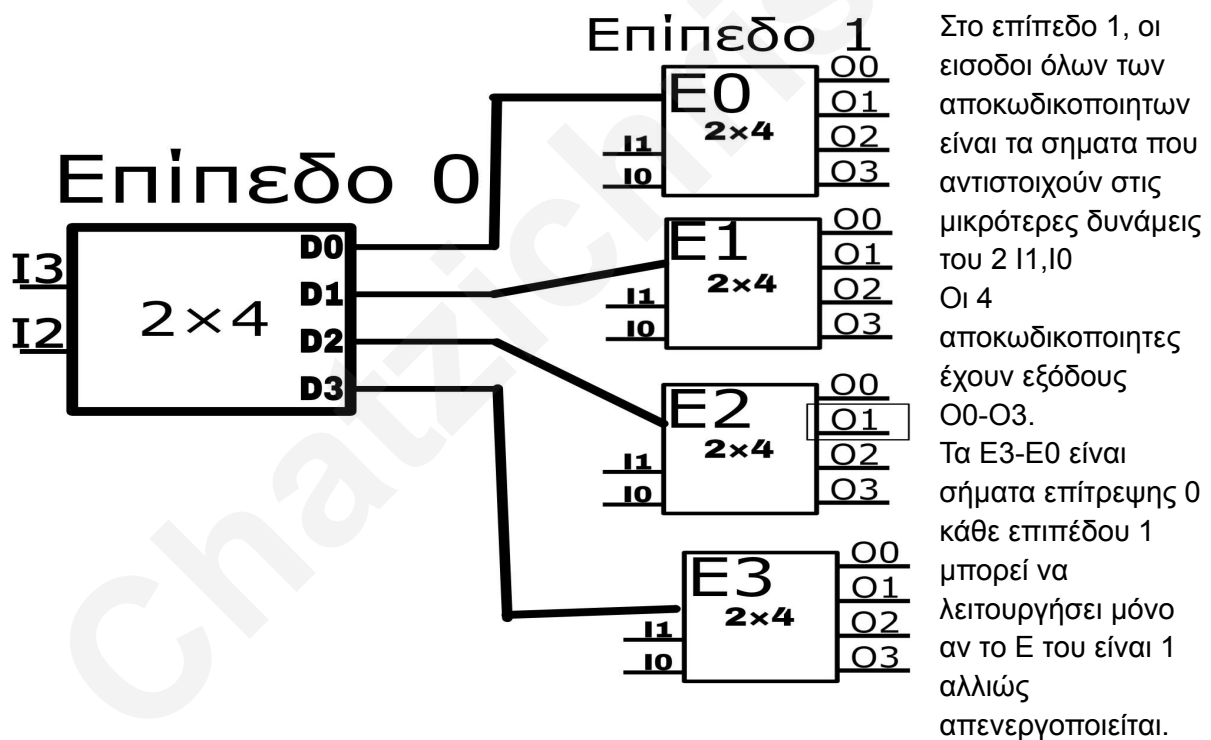 Επίπεδο 1
Επίπεδο 0
I3
I2
2×4
D0
D1
D2
D3
E0
2×4
I1
I0
O0
O1
O2
O3
E1
2×4
I1
I0
O0
O1
O2
O3
E2
2×4
I1
I0
O0
O1
O2
O3
E3
2×4
I1
I0
O0
O1
O2
O3
Στο επίπεδο 1, οι
εισοδοι όλων των
αποκωδικοποιητων
είναι τα σηματα που
αντιστοιχούν στις
μικρότερες δυνάμεις
του 2 I1,I0
Οι 4
αποκωδικοποιητες
έχουν εξόδους
O0-O3.
Τα E3-E0 είναι
σήματα επίτρεψης 0
κάθε επιπέδου 1
μπορεί να
λειτουργήσει μόνο
αν το E του είναι 1
αλλιώς
απενεργοποιείται.
Chatzichris